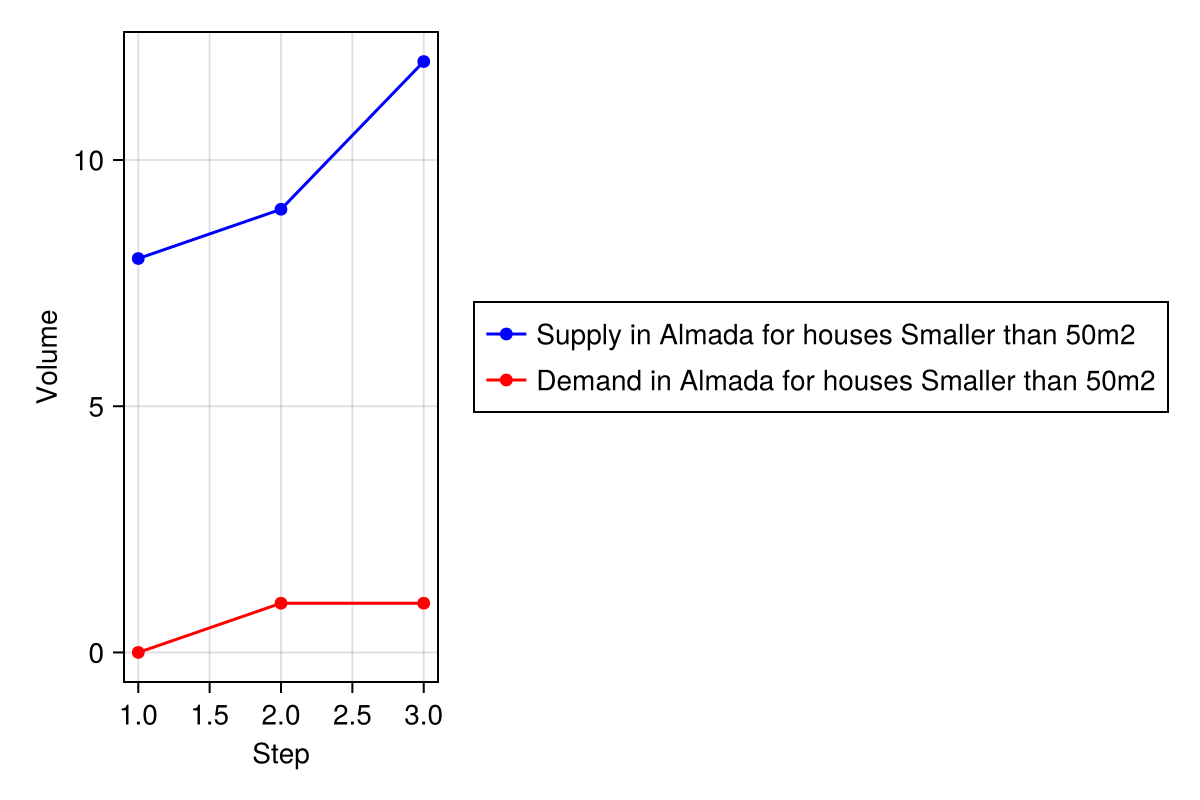 Volume
10
5
0
1.0 1.5 2.0 2.5 3.0
Step
Supply in Almada for houses Smaller than 50m2
Demand in Almada for houses Smaller than 50m2